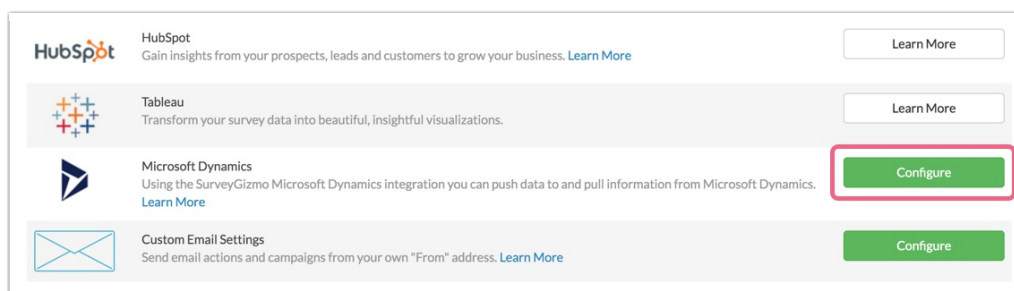 HubSpot
HubSpot
Gain insights from your prospects, leads and customers to grow your business. Learn More
Learn More
Tableau
Transform your survey data into beautiful, insightful visualizations.
Learn More
Microsoft Dynamics
Using the SurveyGizmo Microsoft Dynamics integration you can push data to and pull information from Microsoft Dynamics.
Learn More
Configure
Custom Email Settings
Send email actions and campaigns from your own "From" address. Learn More
Configure